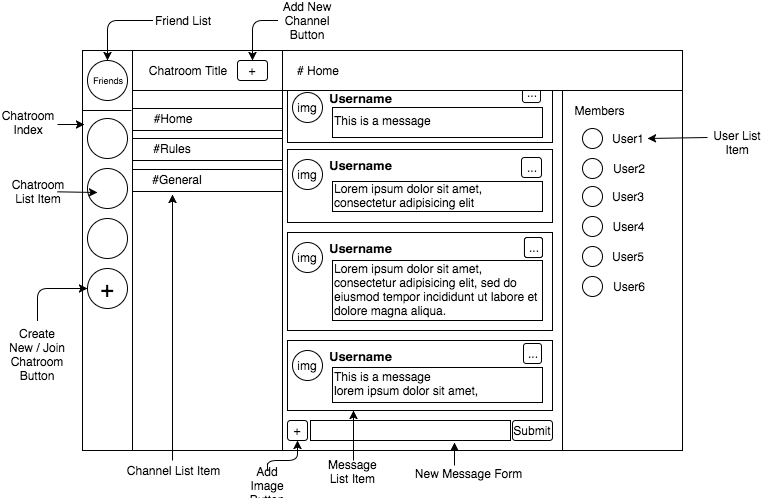 Friend List
Add New
Channel
Button
Friends
Chatroom Title
+
# Home
Chatroom
Index
#Home
#Rules
#General
Chatroom
List Item
+
Create
New / Join
Chatroom
Button
img
Username
...
This is a message
img
Username
...
Lorem ipsum dolor sit amet,
consectetur adipisicing elit
img
Username
...
Lorem ipsum dolor sit amet,
consectetur adipisicing elit, sed do
eiusmod tempor incididunt ut labore et
dolore magna aliqua.
img
Username
...
This is a message
lorem ipsum dolor sit amet,
+
Submit
Members
User1
User2
User3
User4
User5
User6
User List
Item
Channel List Item
Add
Image
Button
Message
List Item
New Message Form